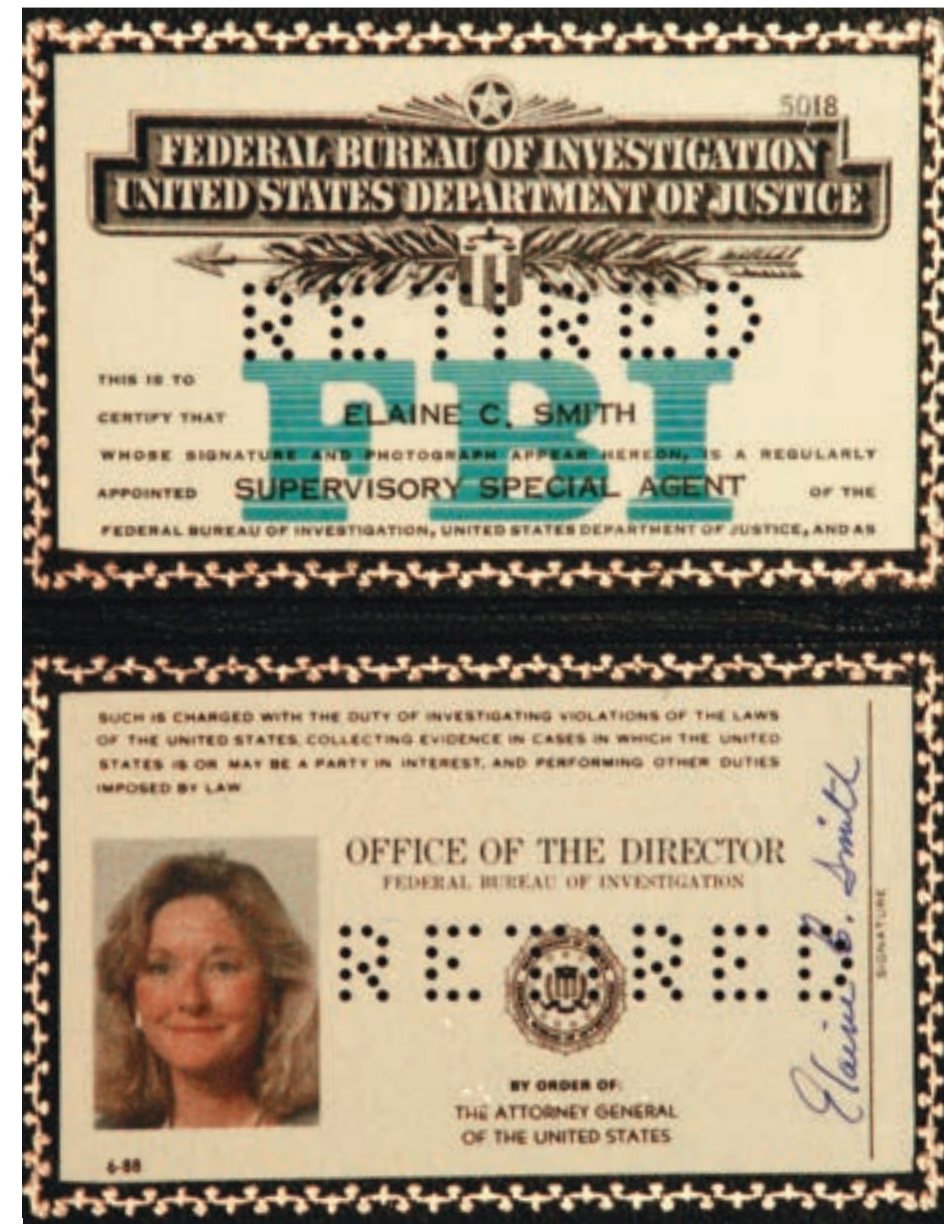 5018
FEDERAL BUREAU OF INVESTIGATION
UNITED STATES DEPARTMENT OF JUSTICE
RETIRED
FBI
THIS IS TO
CERTIFY THAT ELAINE C. SMITH
WHOSE SIGNATURE AND PHOTOGRAPH APPEAR HEREON, IS A REGULARLY
APPOINTED SUPERVISORY SPECIAL AGENT OF THE
FEDERAL BUREAU OF INVESTIGATION, UNITED STATES DEPARTMENT OF JUSTICE, AND AS
SUCH IS CHARGED WITH THE DUTY OF INVESTIGATING VIOLATIONS OF THE LAWS
OF THE UNITED STATES, COLLECTING EVIDENCE IN CASES IN WHICH THE UNITED
STATES IS OR MAY BE A PARTY IN INTEREST, AND PERFORMING OTHER DUTIES
IMPOSED BY LAW
OFFICE OF THE DIRECTOR
FEDERAL BUREAU OF INVESTIGATION
RETIRED
BY ORDER OF:
THE ATTORNEY GENERAL
OF THE UNITED STATES
6-88
Elaine C. Smith
SIGNATURE